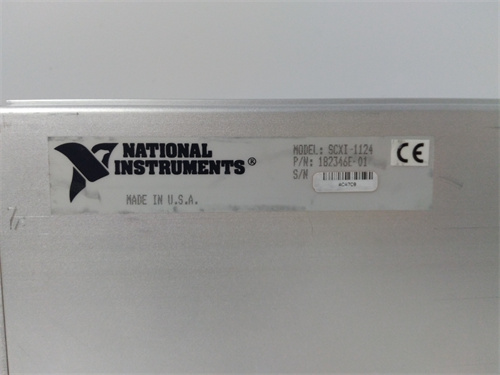 NATIONAL
INSTRUMENTS®
MADE IN U.S.A.
MODEL: SCXI-1124
P/N: 182346E-01
S/N
CE